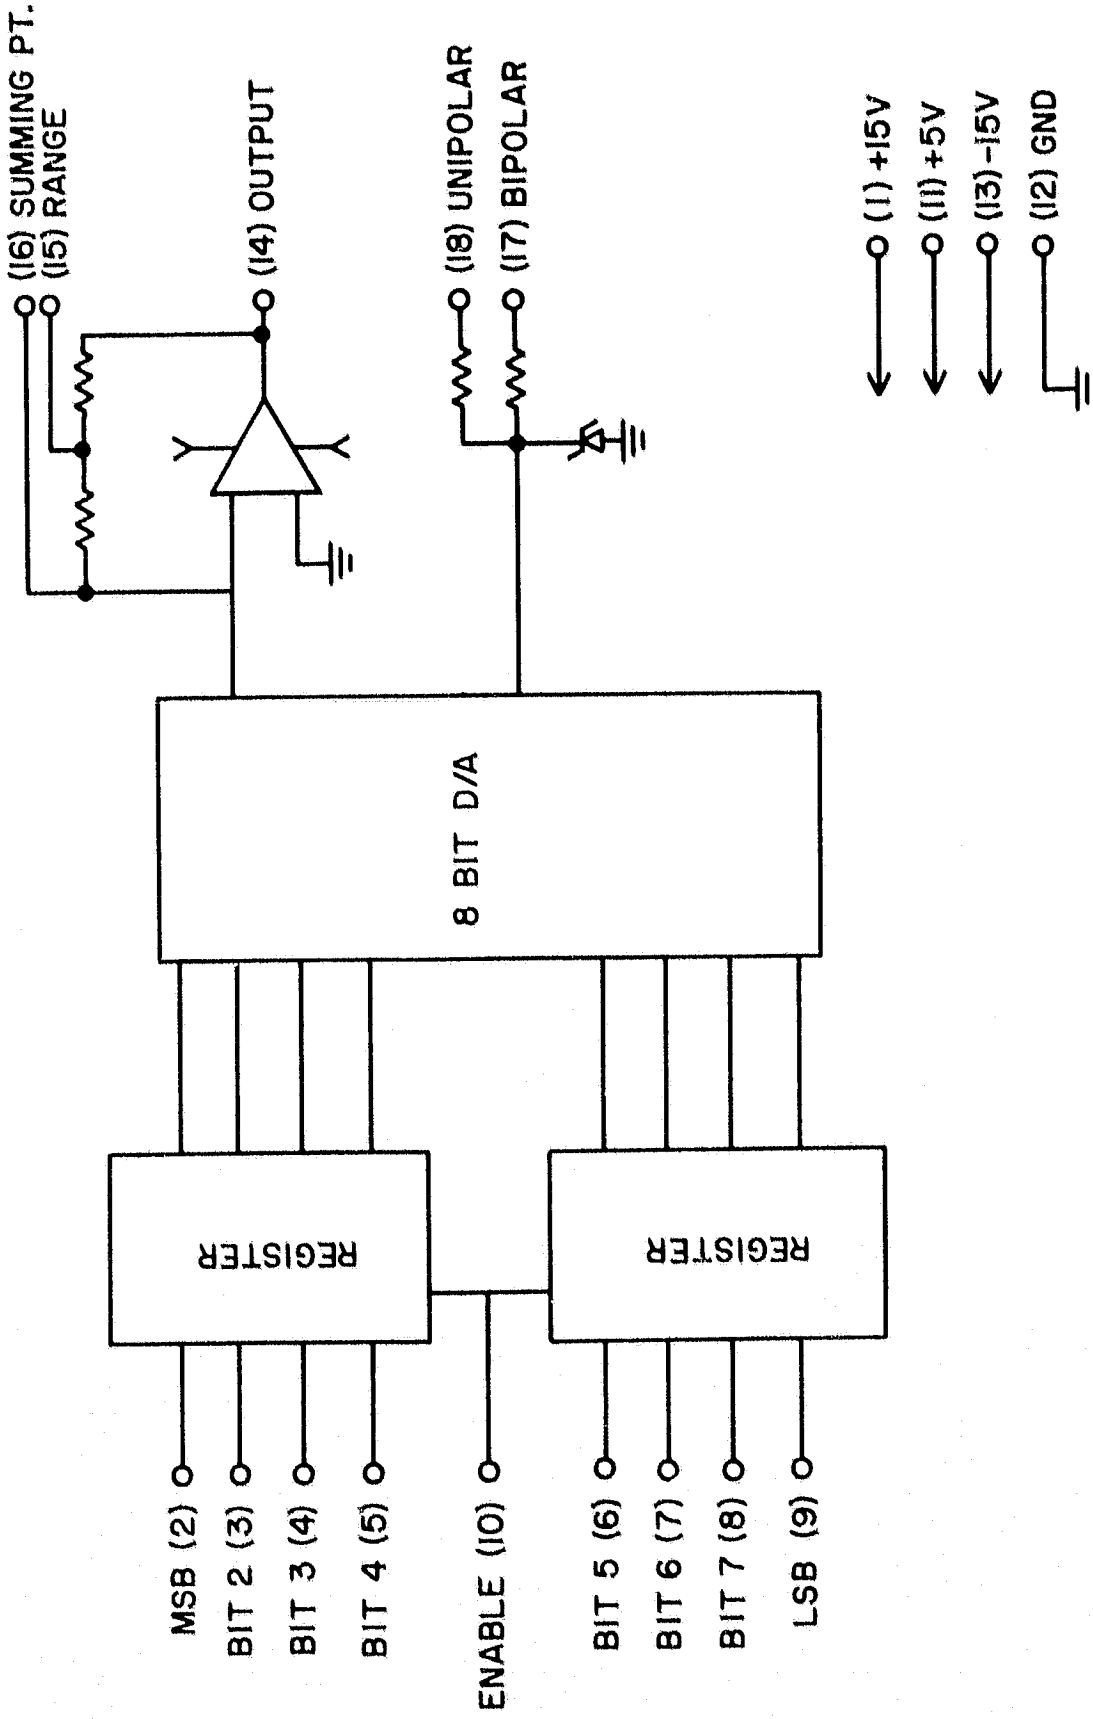 (16) SUMMING PT.
(15) RANGE
(14) OUTPUT
(18) UNIPOLAR
(17) BIPOLAR
(1) +15V
(11) +5V
(13) -15V
(12) GND
8 BIT D/A
REGISTER
REGISTER
MSB (2)
BIT 2 (3)
BIT 3 (4)
BIT 4 (5)
ENABLE (10)
BIT 5 (6)
BIT 6 (7)
BIT 7 (8)
LSB (9)